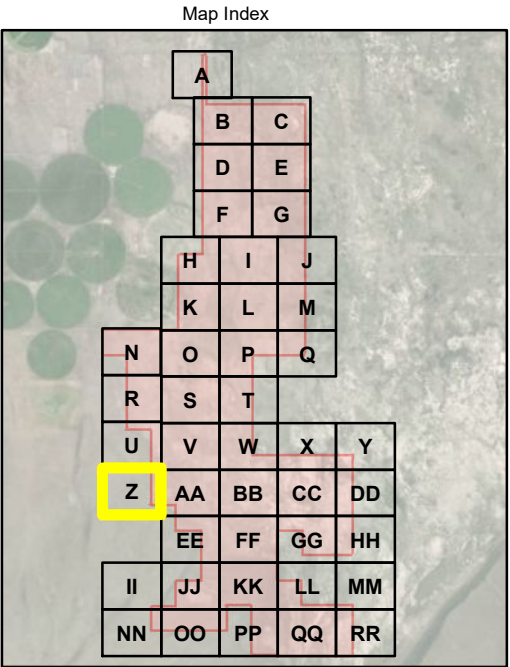 Map Index
A
B C
D E
F G
H I J
K L M
N O P Q
R S T
U V W X Y
Z AA BB CC DD
EE FF GG HH
II JJ KK LL MM
NN OO PP QQ RR